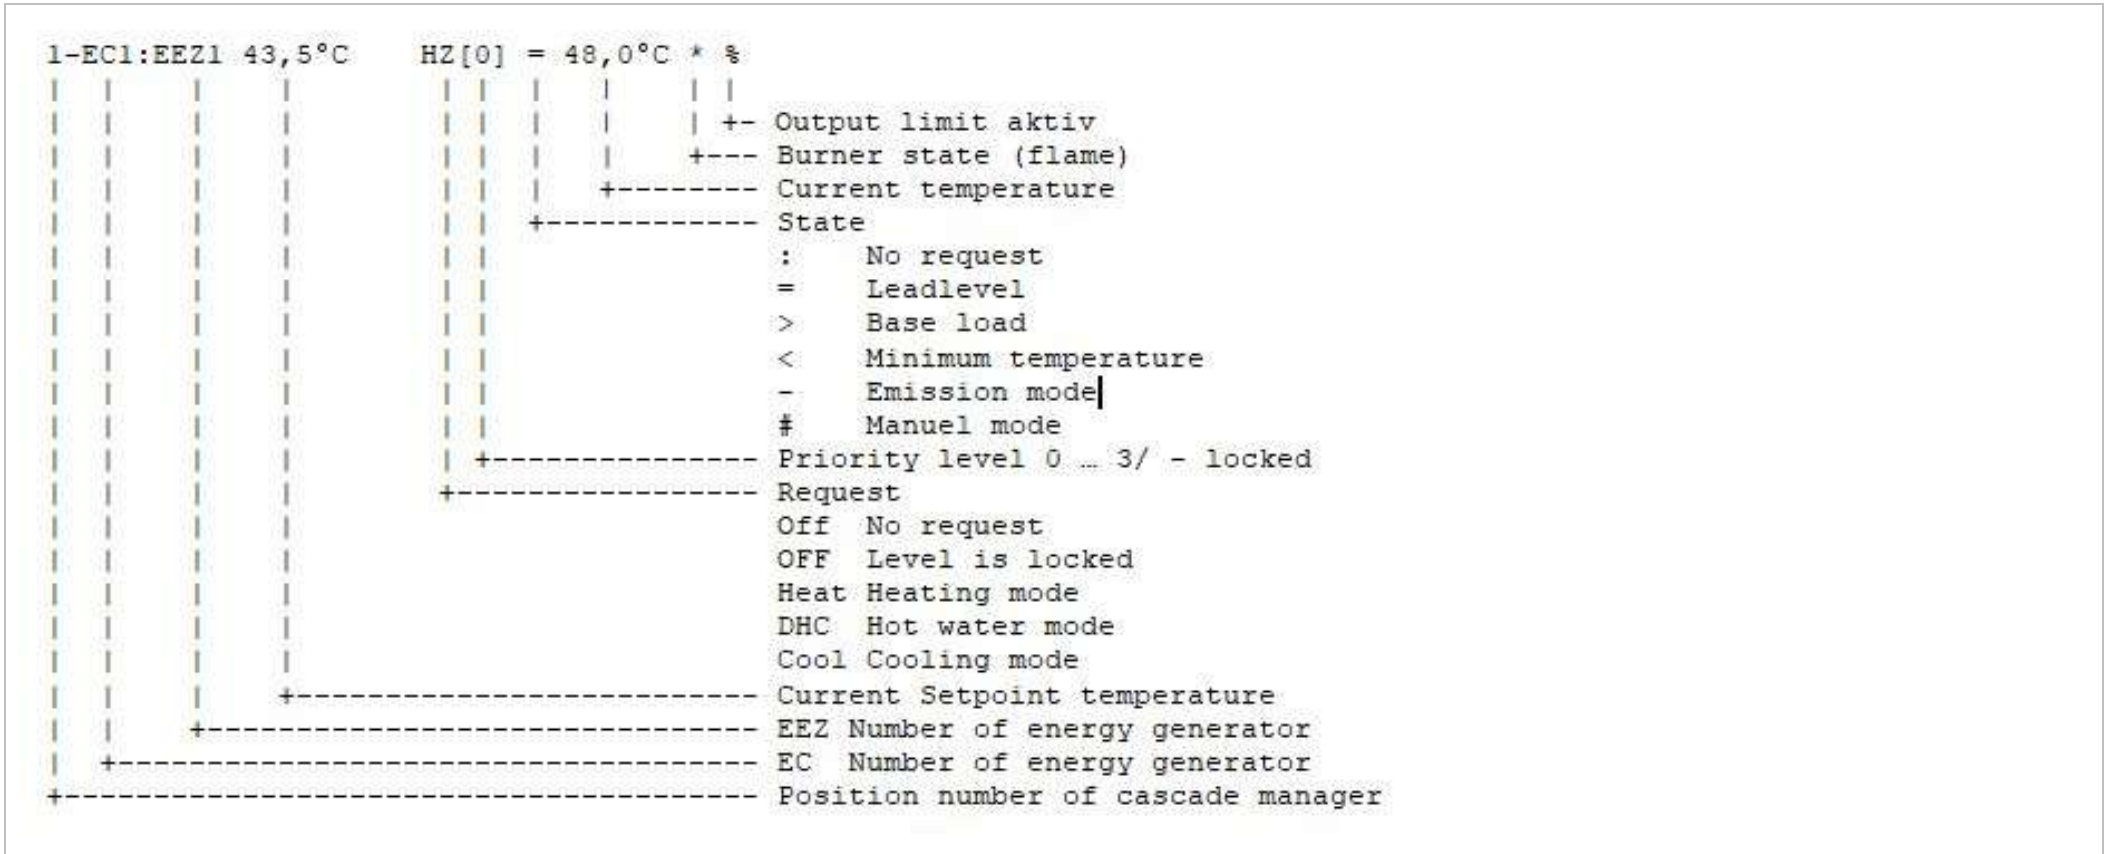 1-EC1:EEZ1 43,5°C    HZ[0] = 48,0°C * %
Output limit aktiv
Burner state (flame)
Current temperature
State
:    No request
=    Leadlevel
>    Base load
<    Minimum temperature
-    Emission mode
#    Manuel mode
Priority level 0 … 3/ - locked
Request
Off  No request
OFF  Level is locked
Heat Heating mode
DHC  Hot water mode
Cool Cooling mode
Current Setpoint temperature
EEZ Number of energy generator
EC  Number of energy generator
Position number of cascade manager